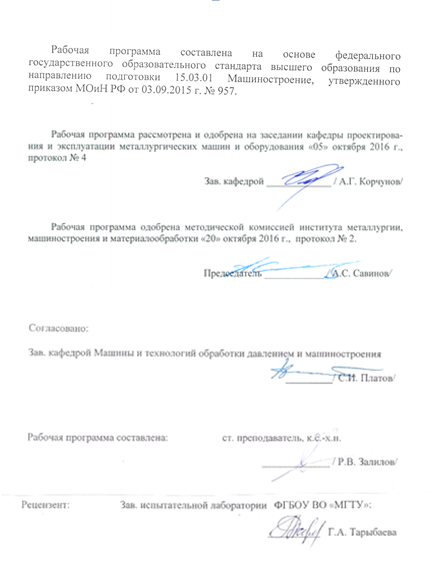 Рабочая программа составлена на основе федерального
государственного образовательного стандарта высшего образования по
направлению подготовки 15.03.01 Машиностроение, утвержденного
приказом МОиН РФ от 03.09.2015 г. № 957.
Рабочая программа рассмотрена и одобрена на заседании кафедры проектирова-
ния и эксплуатации металлургических машин и оборудования «05» октября 2016 г.,
протокол № 4
Зав. кафедрой / А.Г. Корчунов/
Рабочая программа одобрена методической комиссией института металлургии,
машиностроения и материалообработки «20» октября 2016 г., протокол № 2.
Председатель /А.С. Савинов/
Согласовано:
Зав. кафедрой Машины и технологий обработки давлением и машиностроения
/ С.И. Платов/
Рабочая программа составлена: ст. преподаватель, к.с.-х.н.
/ Р.В. Залилов/
Рецензент: Зав. испытательной лаборатории ФГБОУ ВО «МГТУ»:
Г.А. Тарыбаева